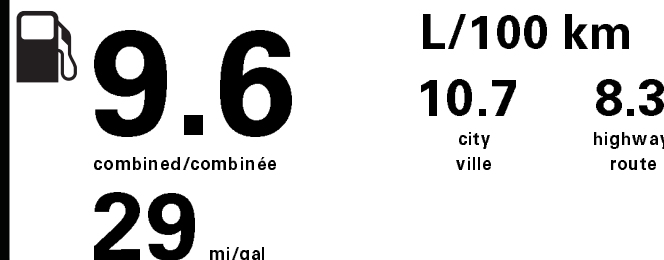 9.6
combined/combinée
29 mi/gal
L/100 km
10.7
city
ville
8.3
highway
route